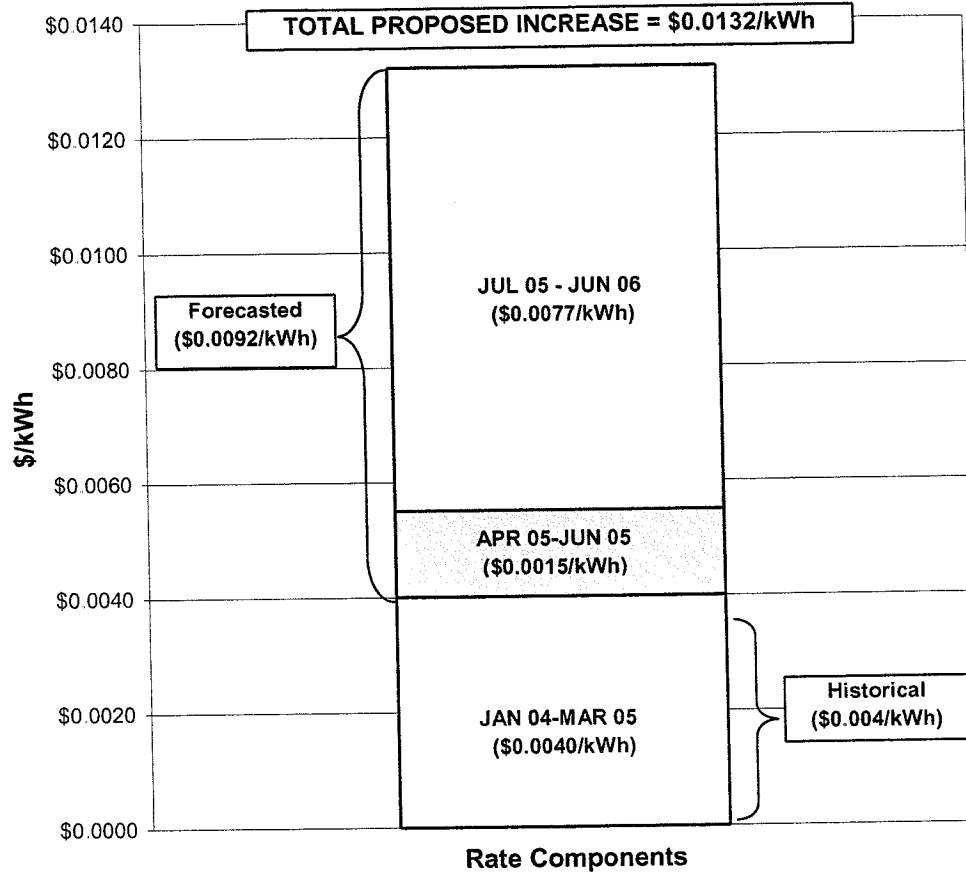 TOTAL PROPOSED INCREASE = $0.0132/kWh
$0.0140
$0.0120
$0.0100
$0.0080
$0.0060
$0.0040
$0.0020
$0.0000
$/kWh
JUL 05 - JUN 06
($0.0077/kWh)
Forecasted
($0.0092/kWh)
APR 05-JUN 05
($0.0015/kWh)
JAN 04-MAR 05
($0.0040/kWh)
Historical
($0.004/kWh)
Rate Components